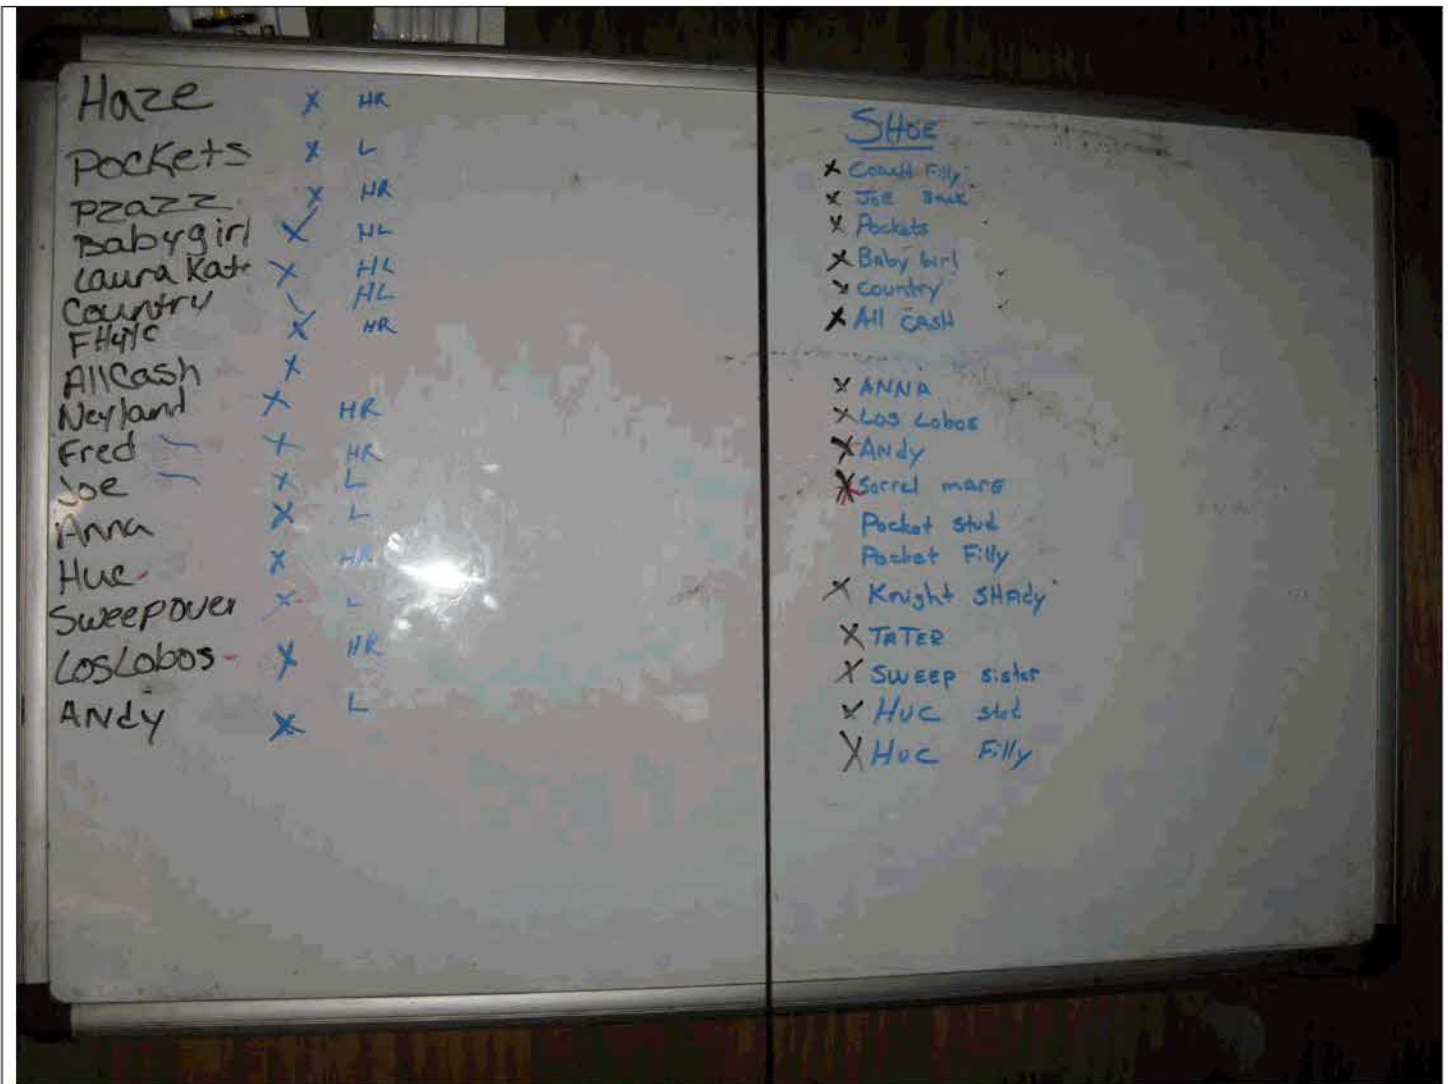 Haze X HR
Pockets X L
Pzazz X HR
Babygirl X HL
Laura Kate X HL
Country \ HL
X HR
AllCash X
Neyland X HR
Fred – X HR
Joe – X L
Anna X L
Huc - X HR
Sweepover X L
LosLobos - X HR
ANdy X L
SHOE
X Coach Filly
X JOE
X Pockets
X Baby Girl
X Country
X All CASH
X ANNA
X LOS LoboS
X ANdy
X Sorrel marE
Pocket stud
Pocket Filly
X Knight SHAdy
X TATER
X SWEEP sister
X HUC stud
X HUC Filly